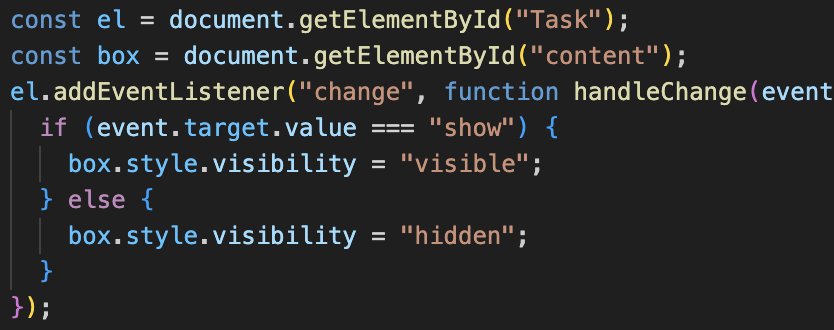 const el = document.getElementById("Task");
const box = document.getElementById("content");
el.addEventListener("change", function handleChange(event
  if (event.target.value === "show") {
    box.style.visibility = "visible";
  } else {
    box.style.visibility = "hidden";
  }
});